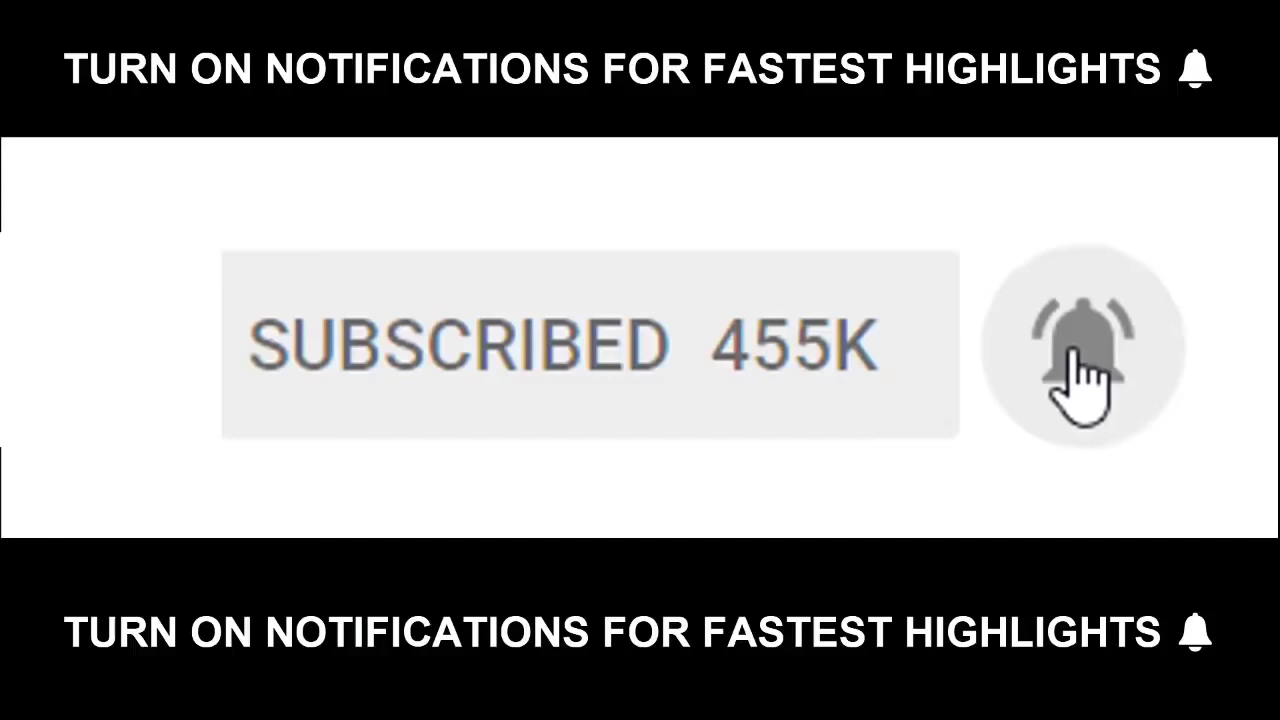 TURN ON NOTIFICATIONS FOR FASTEST HIGHLIGHTS 🔔
SUBSCRIBED 455K
TURN ON NOTIFICATIONS FOR FASTEST HIGHLIGHTS 🔔